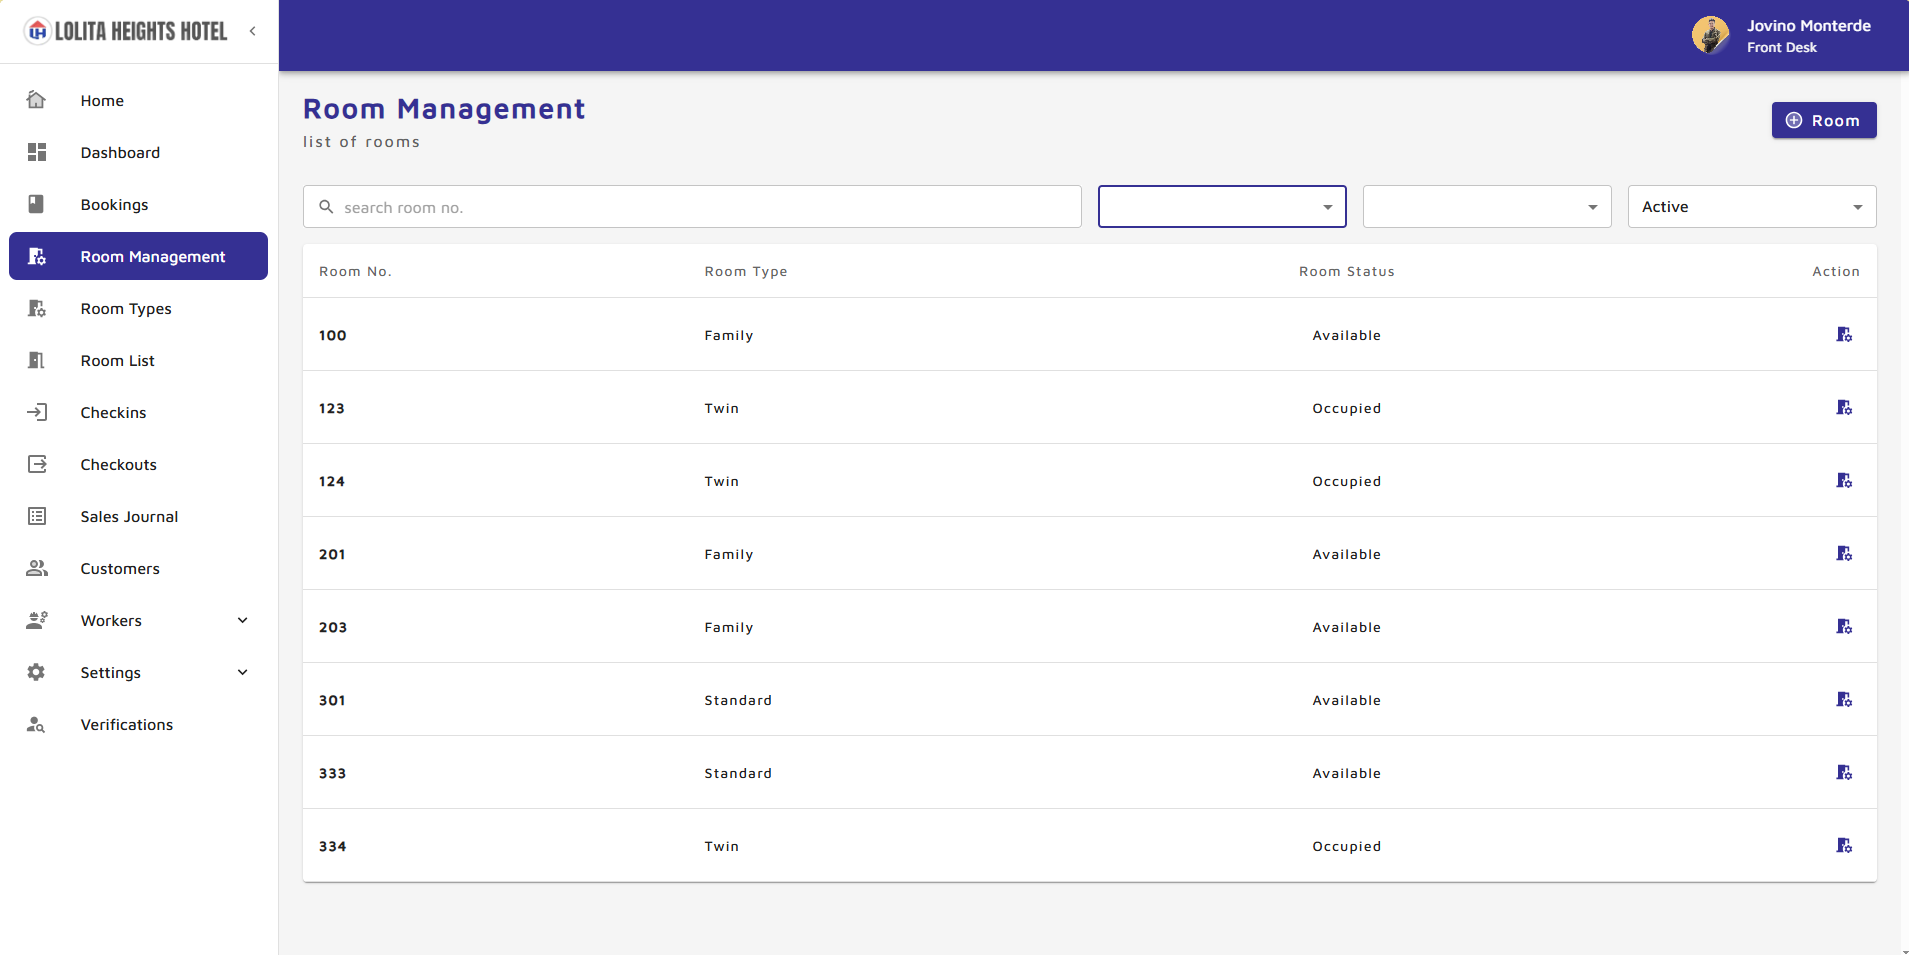 LOLITA HEIGHTS HOTEL
Jovino Monterde
Front Desk
Home
Dashboard
Bookings
Room Management
Room Types
Room List
Checkins
Checkouts
Sales Journal
Customers
Workers
Settings
Verifications
Room Management
list of rooms
Room
search room no.
Active
Room No. Room Type Room Status Action
100 Family Available
123 Twin Occupied
124 Twin Occupied
201 Family Available
203 Family Available
301 Standard Available
333 Standard Available
334 Twin Occupied